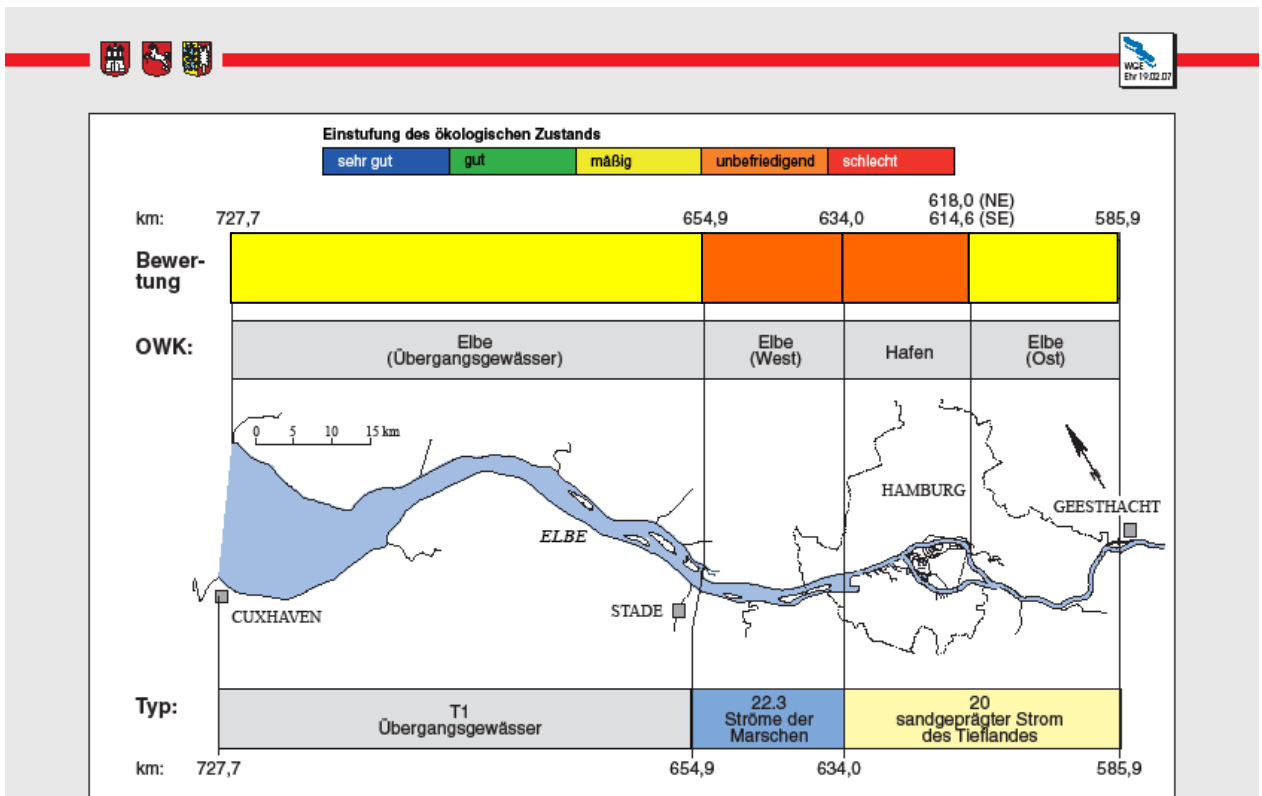 WGE
Ehr 19.02.07
Einstufung des ökologischen Zustands
sehr gut gut mäßig unbefriedigend schlecht
618,0 (NE)
km: 727,7 654,9 634,0 614,6 (SE) 585,9
Bewer-
tung
OWK:
Elbe
(Übergangsgewässer)
Elbe
(West)
Hafen
Elbe
(Ost)
0 5 10 15 km
HAMBURG
GEESTHACHT
ELBE
STADE
CUXHAVEN
Typ:
T1
Übergangsgewässer
22.3
Ströme der
Marschen
20
sandgeprägter Strom
des Tieflandes
km: 727,7 654,9 634,0 585,9